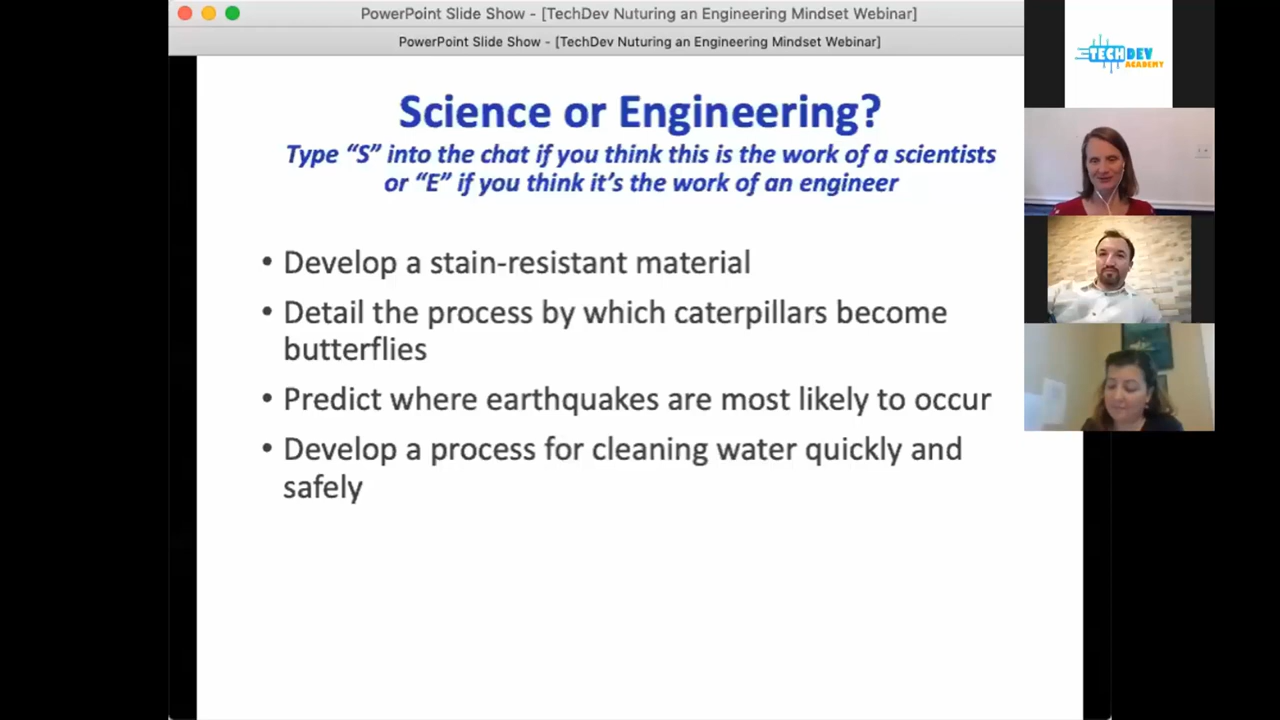 PowerPoint Slide Show - [TechDev Nuturing an Engineering Mindset Webinar]
PowerPoint Slide Show - [TechDev Nuturing an Engineering Mindset Webinar]
TECHDEV
ACADEMY
Science or Engineering?
Type “S” into the chat if you think this is the work of a scientists
or “E” if you think it’s the work of an engineer
• Develop a stain-resistant material
• Detail the process by which caterpillars become
butterflies
• Predict where earthquakes are most likely to occur
• Develop a process for cleaning water quickly and
safely